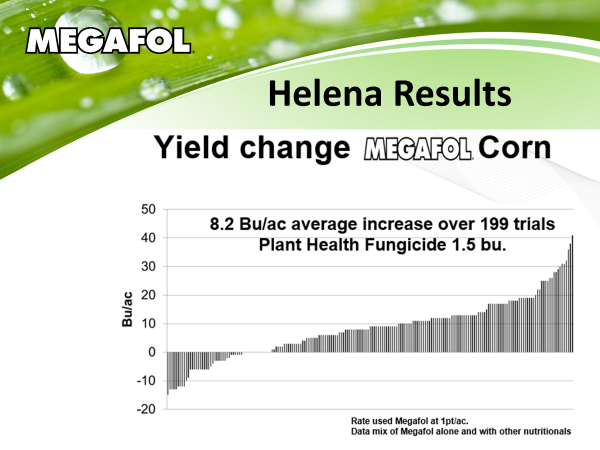 MEGAFOL
Helena Results
Yield change MEGAFOL Corn
50
40
30
20
10
0
-10
-20
Bu/ac
8.2 Bu/ac average increase over 199 trials
Plant Health Fungicide 1.5 bu.
Rate used Megafol at 1pt/ac.
Data mix of Megafol alone and with other nutritionals